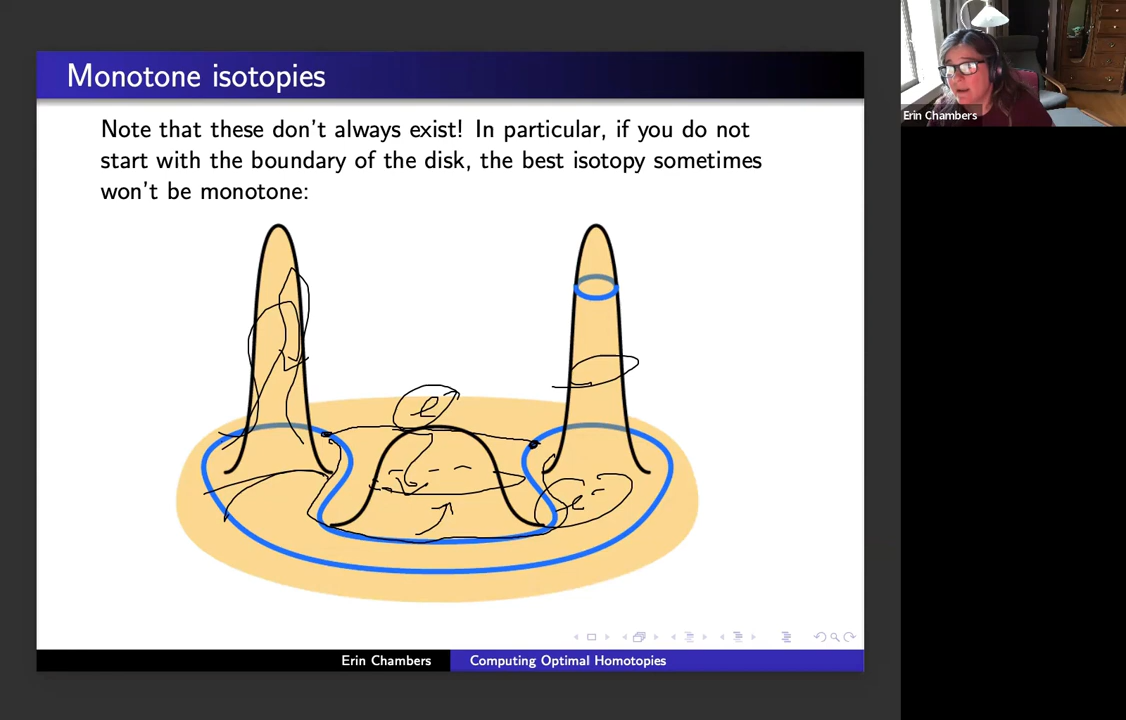 Monotone isotopies
Erin Chambers
Note that these don't always exist! In particular, if you do not
start with the boundary of the disk, the best isotopy sometimes
won't be monotone:
e
e
Erin Chambers
Computing Optimal Homotopies